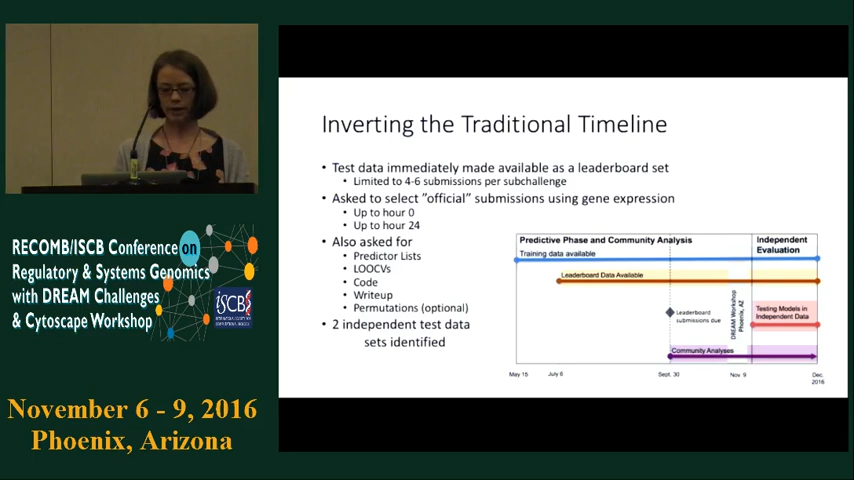 Inverting the Traditional Timeline
• Test data immediately made available as a leaderboard set
• Limited to 4-6 submissions per subchallenge
• Asked to select ”official” submissions using gene expression
• Up to hour 0
• Up to hour 24
• Also asked for
• Predictor Lists
• LOOCVs
• Code
• Writeup
• Permutations (optional)
• 2 independent test data
sets identified
Predictive Phase and Community Analysis
Independent
Evaluation
Training data available
Leaderboard Data Available
Leaderboard
submissions due
DREAM Workshop
Phoenix, AZ
Testing Models in
Independent Data
Community Analyses
May 15
July 6
Sept. 30
Nov. 9
Dec.
2016
RECOMB/ISCB Conference on
Regulatory & Systems Genomics
with DREAM Challenges
& Cytoscape Workshop
ISCB
November 6 - 9, 2016
Phoenix, Arizona